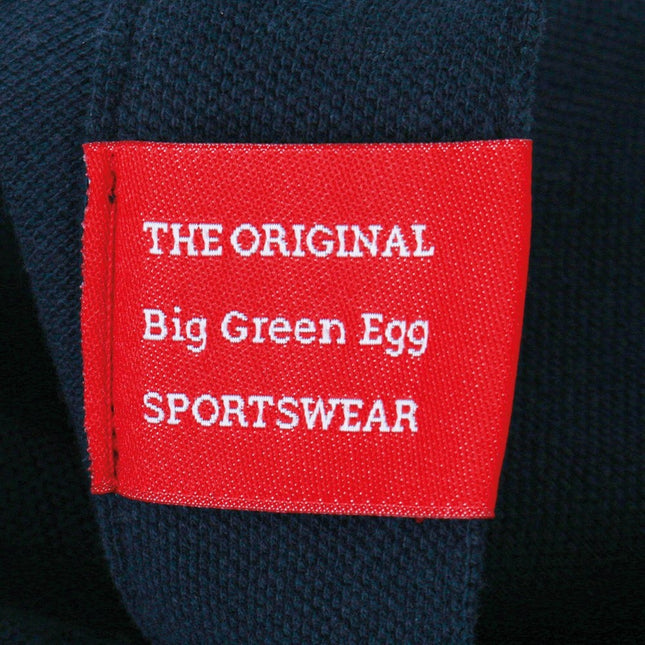 THE ORIGINAL
Big Green Egg
SPORTSWEAR